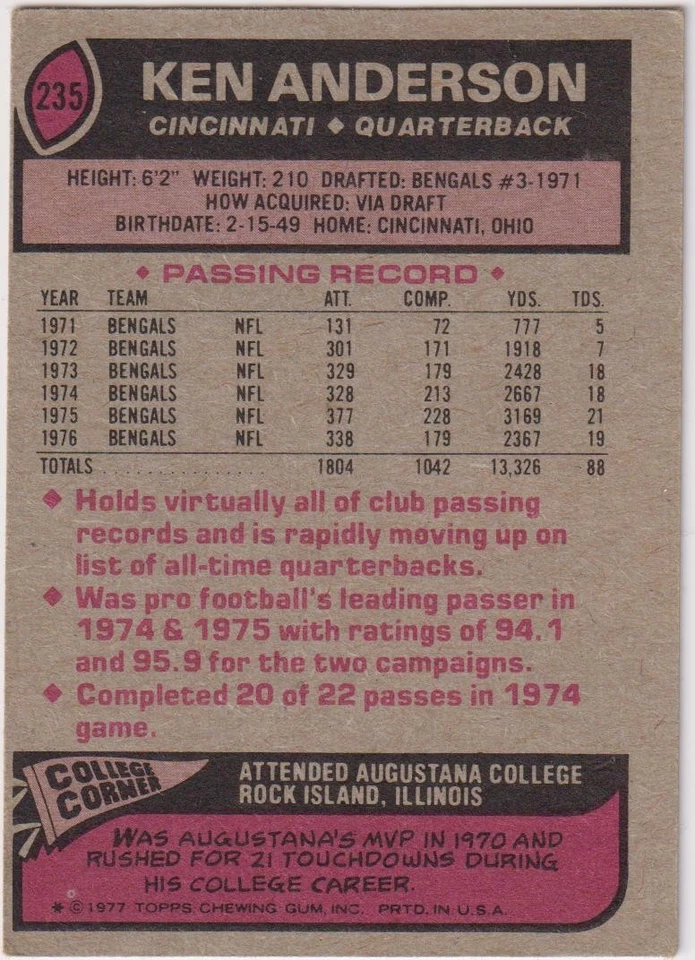 235
KEN ANDERSON
CINCINNATI ♦ QUARTERBACK
HEIGHT: 6'2" WEIGHT: 210 DRAFTED: BENGALS #3-1971
HOW ACQUIRED: VIA DRAFT
BIRTHDATE: 2-15-49 HOME: CINCINNATI, OHIO
♦ PASSING RECORD ♦
YEAR TEAM ATT. COMP. YDS. TDS.
1971 BENGALS NFL 131 72 777 5
1972 BENGALS NFL 301 171 1918 7
1973 BENGALS NFL 329 179 2428 18
1974 BENGALS NFL 328 213 2667 18
1975 BENGALS NFL 377 228 3169 21
1976 BENGALS NFL 338 179 2367 19
TOTALS . . . . . . . . . . . . . . . . 1804 1042 13,326 88
♦ Holds virtually all of club passing
records and is rapidly moving up on
list of all-time quarterbacks.
♦ Was pro football's leading passer in
1974 & 1975 with ratings of 94.1
and 95.9 for the two campaigns.
♦ Completed 20 of 22 passes in 1974
game.
COLLEGE
CORNER
ATTENDED AUGUSTANA COLLEGE
ROCK ISLAND, ILLINOIS
WAS AUGUSTANA'S MVP IN 1970 AND
RUSHED FOR 21 TOUCHDOWNS DURING
HIS COLLEGE CAREER.
* © 1977 TOPPS CHEWING GUM, INC. PRTD. IN U.S.A.